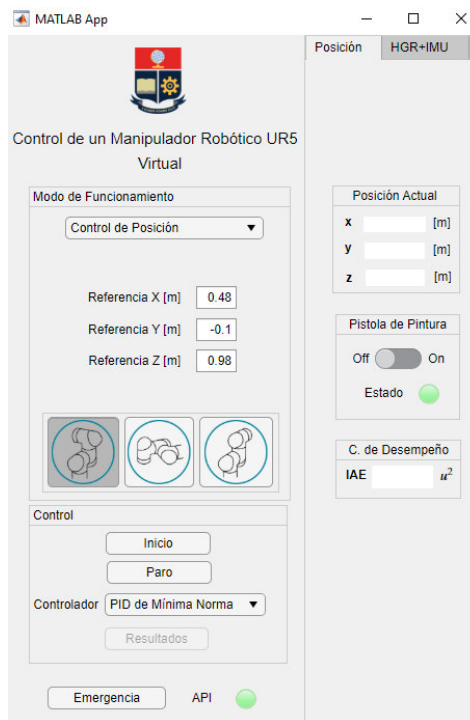 MATLAB App
Posición
HGR+IMU
Control de un Manipulador Robótico UR5
Virtual
Modo de Funcionamiento
Control de Posición
Referencia X [m] 0.48
Referencia Y [m] -0.1
Referencia Z [m] 0.98
Control
Inicio
Paro
Controlador PID de Mínima Norma
Resultados
Emergencia API
Posición Actual
x [m]
y [m]
z [m]
Pistola de Pintura
Off On
Estado
C. de Desempeño
IAE u²